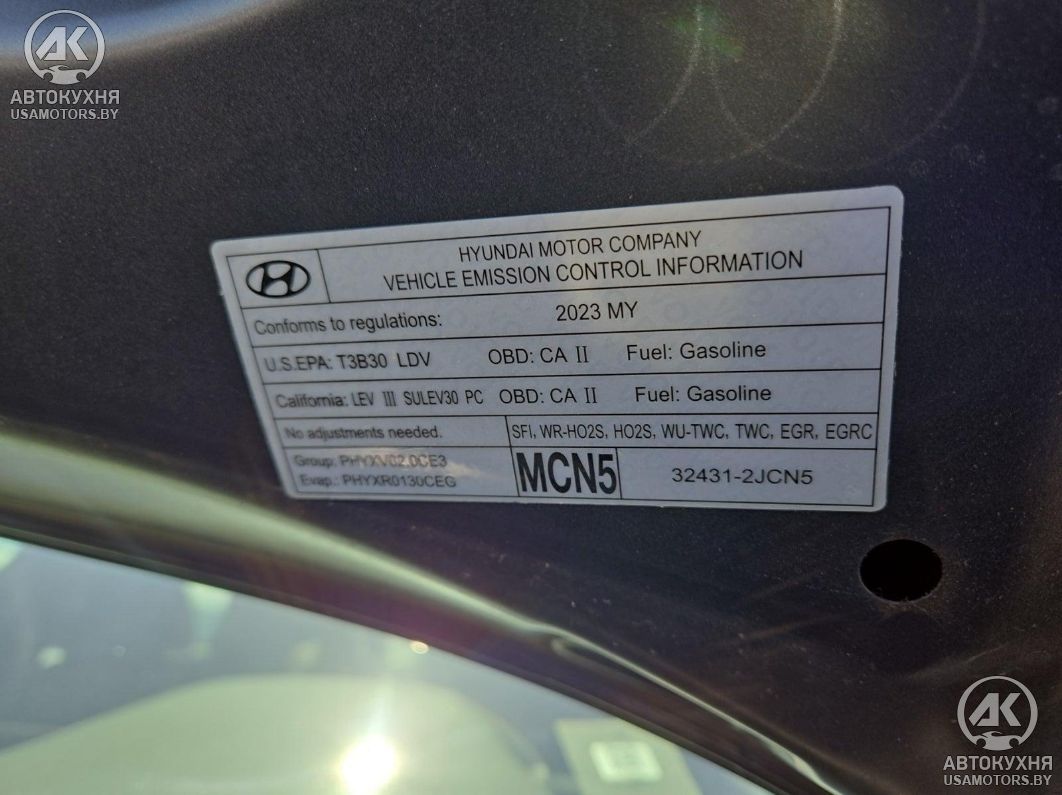 АК
АВТОКУХНЯ
USAMOTORS.BY
HYUNDAI MOTOR COMPANY
VEHICLE EMISSION CONTROL INFORMATION
Conforms to regulations: 2023 MY
U.S.EPA: T3B30 LDV OBD: CA II Fuel: Gasoline
California: LEV III SULEV30 PC OBD: CA II Fuel: Gasoline
No adjustments needed. SFI, WR-HO2S, HO2S, WU-TWC, TWC, EGR, EGRC
Group: PHYXV02.0CE3
Evap.: PHYXR0130CEG
MCN5 32431-2JCN5
АК
АВТОКУХНЯ
USAMOTORS.BY